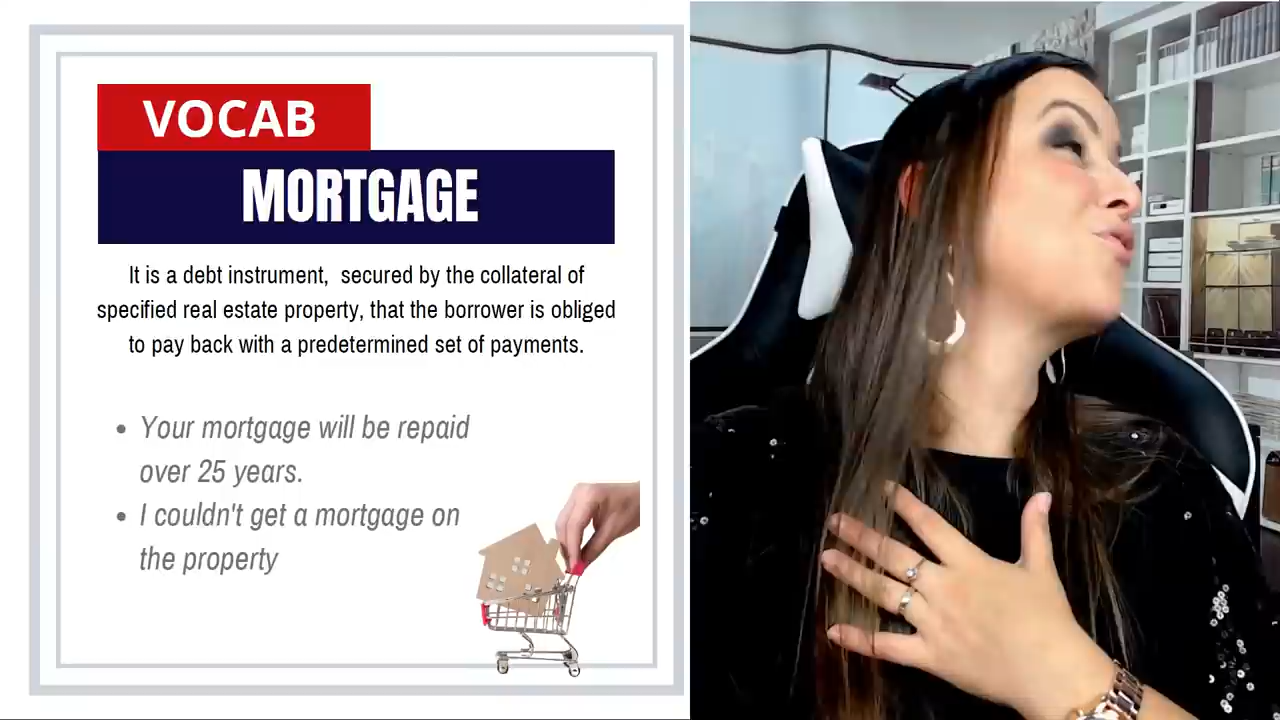 VOCAB
MORTGAGE
It is a debt instrument,  secured by the collateral of
specified real estate property, that the borrower is obliged
to pay back with a predetermined set of payments.
• Your mortgage will be repaid
over 25 years.
• I couldn't get a mortgage on
the property